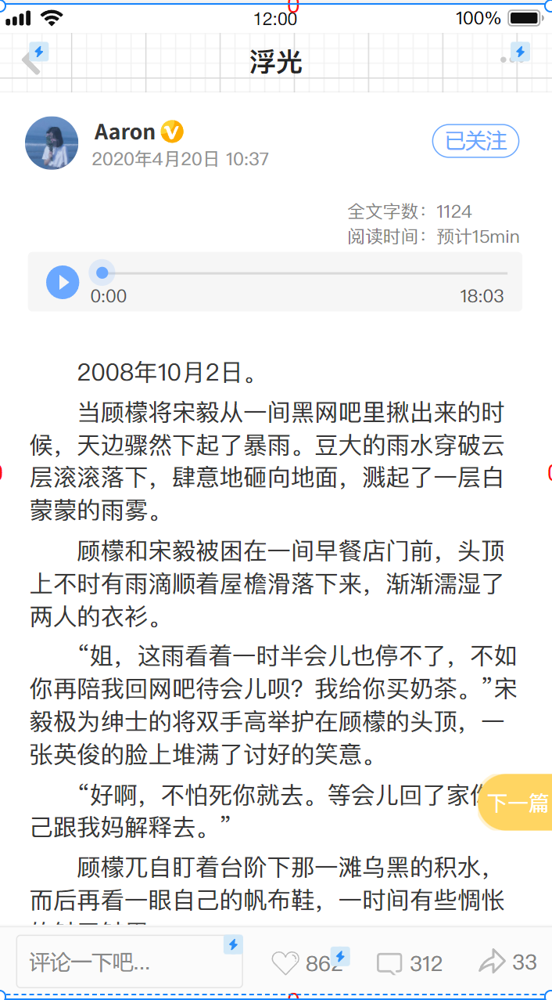 12:00
100%
浮光
Aaron
已关注
2020年4月20日 10:37
全文字数：1124
阅读时间：预计15min
0:00
18:03
2008年10月2日。
当顾檬将宋毅从一间黑网吧里揪出来的时
候，天边骤然下起了暴雨。豆大的雨水穿破云
层滚滚落下，肆意地砸向地面，溅起了一层白
蒙蒙的雨雾。
顾檬和宋毅被困在一间早餐店门前，头顶
上不时有雨滴顺着屋檐滑落下来，渐渐濡湿了
两人的衣衫。
“姐，这雨看着一时半会儿也停不了，不如
你再陪我回网吧待会儿呗？我给你买奶茶。”宋
毅极为绅士的将双手高举护在顾檬的头顶，一
张英俊的脸上堆满了讨好的笑意。
“好啊，不怕死你就去。等会儿回了家
下一篇
己跟我妈解释去。”
顾檬兀自盯着台阶下那一滩乌黑的积水，
而后再看一眼自己的帆布鞋，一时间有些惆怅
评论一下吧...
862
312
33